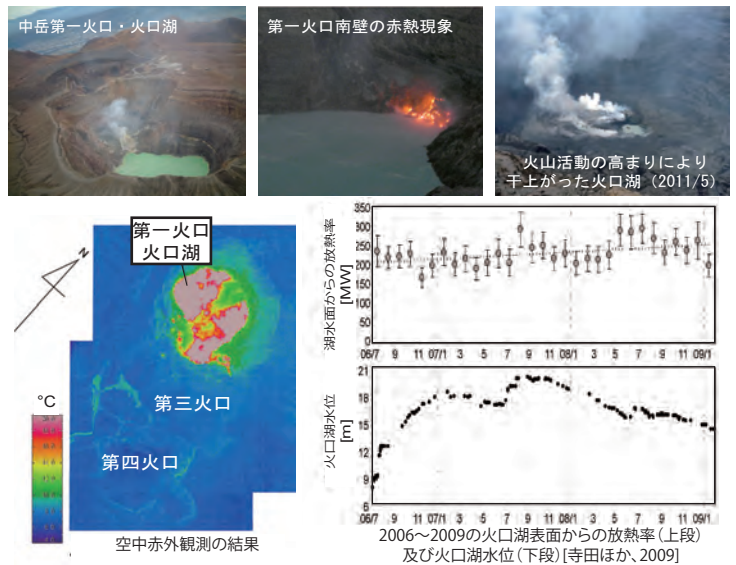 中岳第一火口・火口湖
第一火口南壁の赤熱現象
火山活動の高まりにより
干上がった火口湖（2011/5）
第一火口
火口湖
N
第三火口
第四火口
°C
空中赤外観測の結果
湖水面からの放熱率
[MW]
350
300
250
200
150
100
50
0
06/7 9 11 07/1 3 5 7 9 11 08/1 3 5 7 9 11 09/1
火口湖水位
[m]
21
18
15
12
9
6
06/7 9 11 07/1 3 5 7 9 11 08/1 3 5 7 9 11 09/1
2006～2009の火口湖表面からの放熱率（上段）
及び火口湖水位（下段）[寺田ほか、2009]